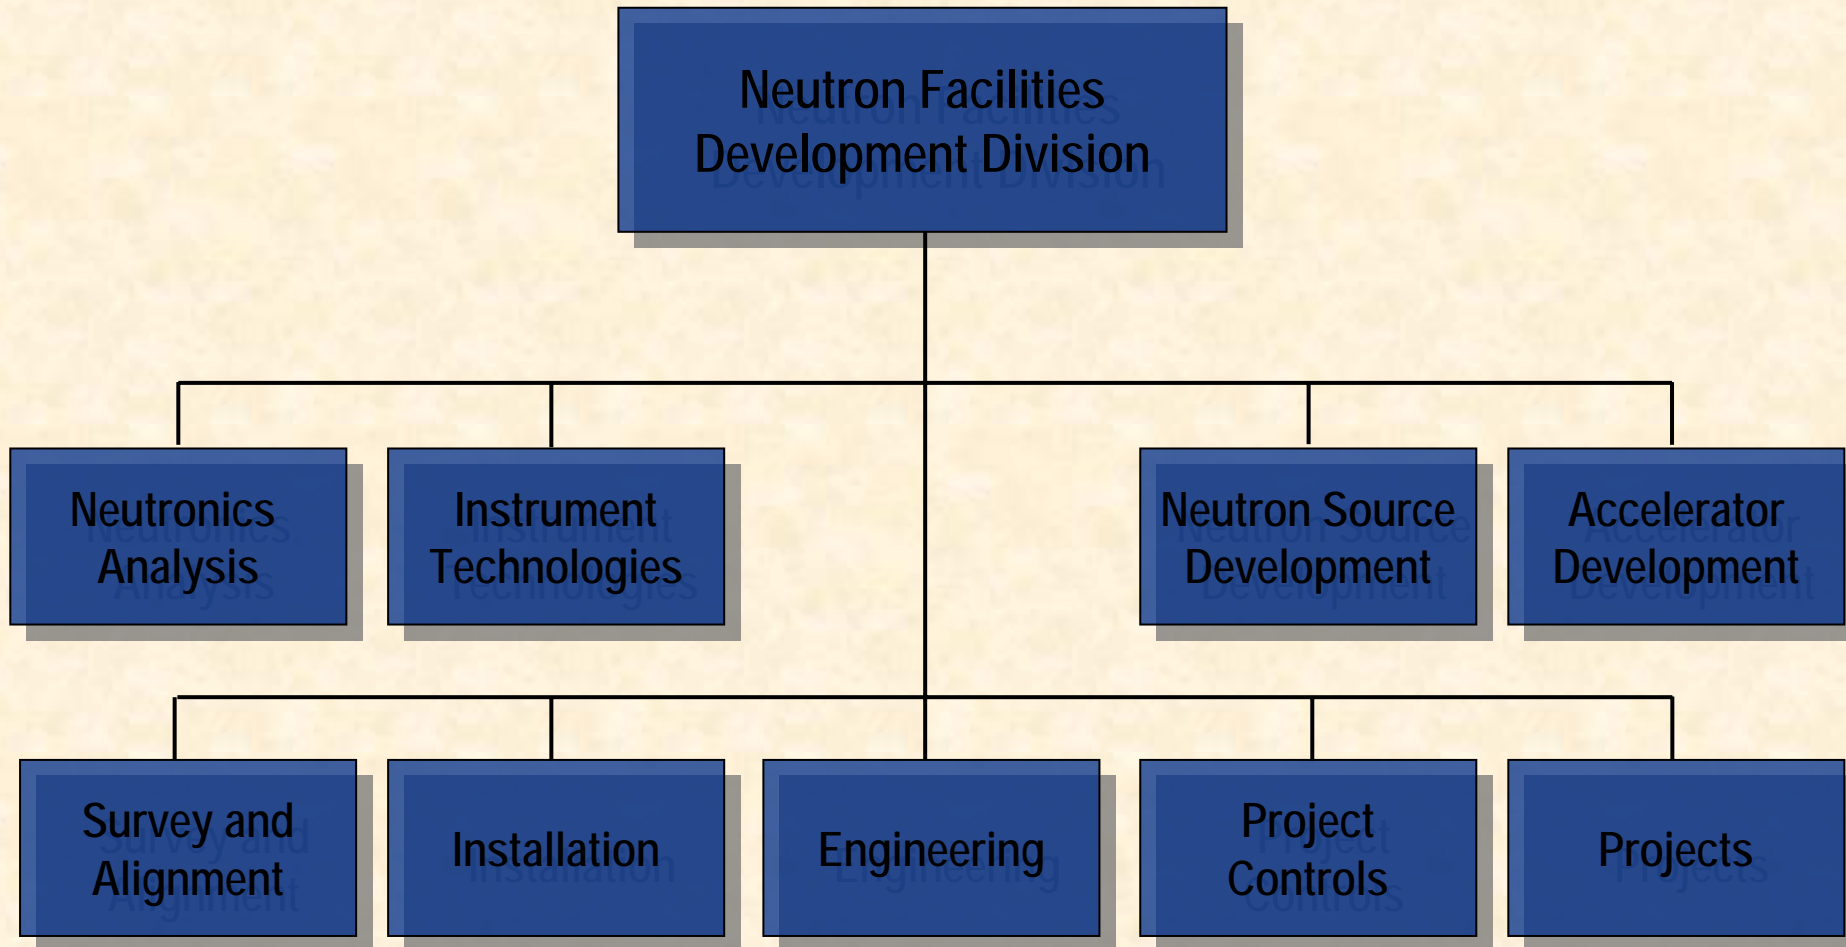 Neutron Facilities
Development Division
Neutronics
Analysis
Instrument
Technologies
Neutron Source
Development
Accelerator
Development
Survey and
Alignment
Installation
Engineering
Project
Controls
Projects